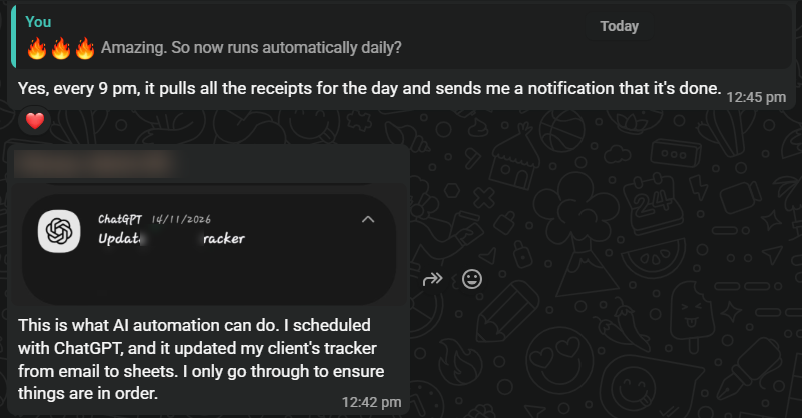 You
Today
🔥🔥🔥 Amazing. So now runs automatically daily?
Yes, every 9 pm, it pulls all the receipts for the day and sends me a notification that it's done.
12:45 pm
ChatGPT 14/11/2026
Updat racker
This is what AI automation can do. I scheduled
with ChatGPT, and it updated my client's tracker
from email to sheets. I only go through to ensure
things are in order.
12:42 pm